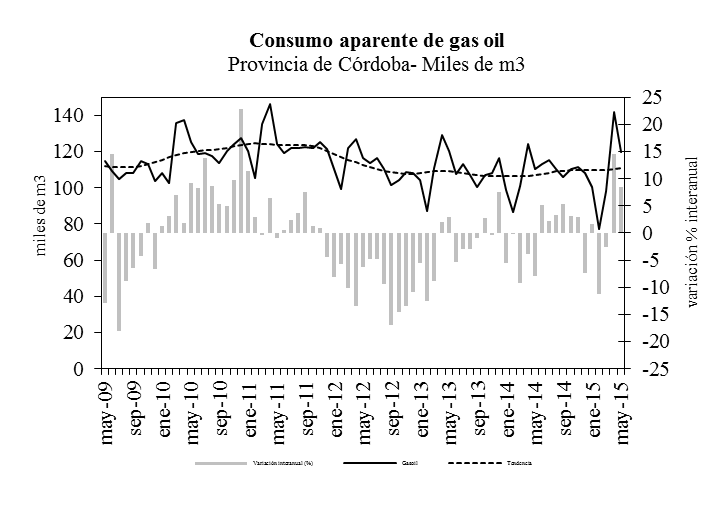 Consumo aparente de gas oil
Provincia de Córdoba- Miles de m3
miles de m3
140
120
100
80
60
40
20
0
25
20
15
10
5
0
-5
-10
-15
-20
-25
variación % interanual
may-09
sep-09
ene-10
may-10
sep-10
ene-11
may-11
sep-11
ene-12
may-12
sep-12
ene-13
may-13
sep-13
ene-14
may-14
sep-14
ene-15
may-15
Variación interanual (%)
Gasoil
Tendencia